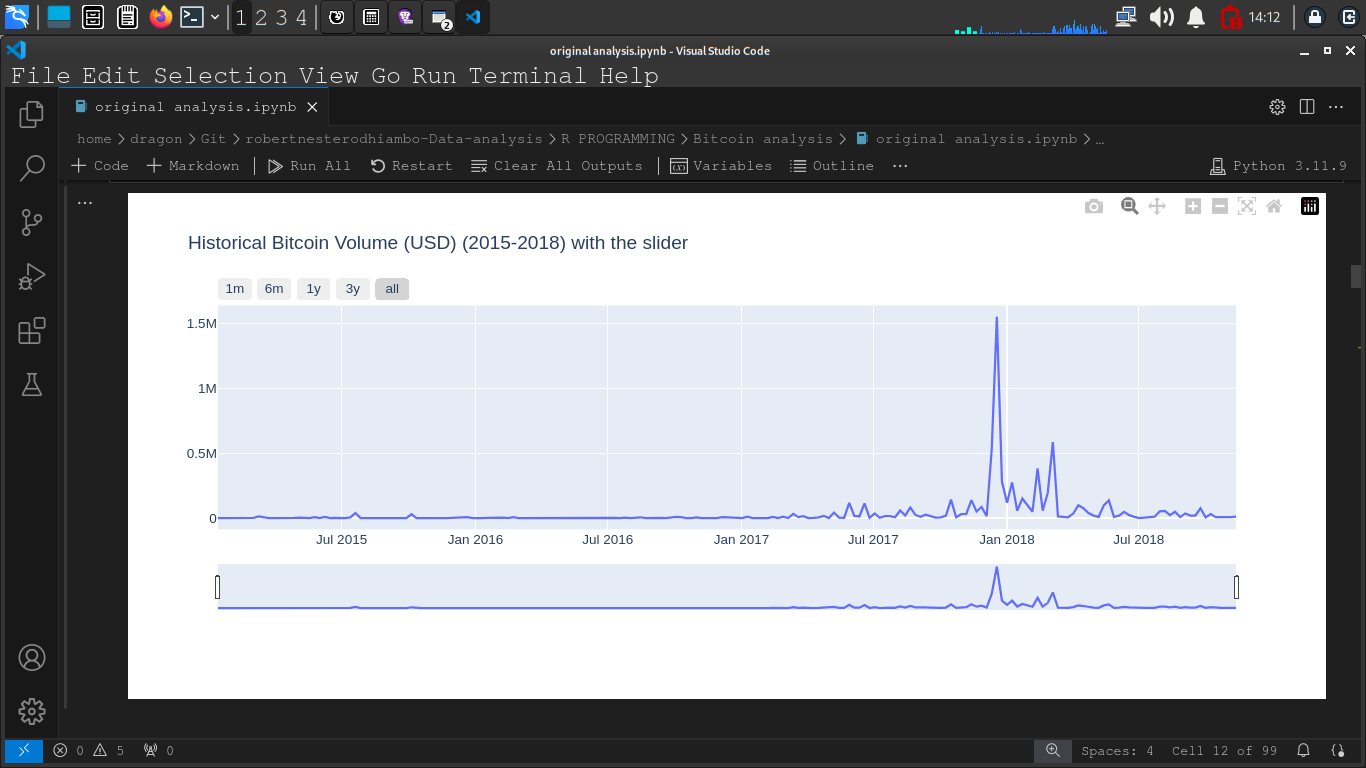 1 2 3 4 2 14:12
original analysis.ipynb - Visual Studio Code
File Edit Selection View Go Run Terminal Help
original analysis.ipynb
home > dragon > Git > robertnesterodhiambo-Data-analysis > R PROGRAMMING > Bitcoin analysis > original analysis.ipynb > ...
+ Code + Markdown Run All Restart Clear All Outputs Variables Outline ... Python 3.11.9
...
Historical Bitcoin Volume (USD) (2015-2018) with the slider
1m 6m 1y 3y all
1.5M
1M
0.5M
0
Jul 2015 Jan 2016 Jul 2016 Jan 2017 Jul 2017 Jan 2018 Jul 2018
0 5 0 Spaces: 4 Cell 12 of 99